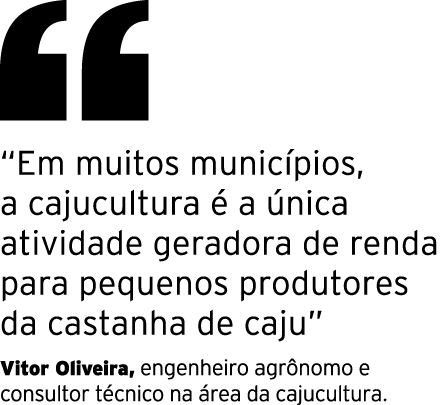 “Em muitos municípios,
a cajucultura é a única
atividade geradora de renda
para pequenos produtores
da castanha de caju”
Vitor Oliveira, engenheiro agrônomo e
consultor técnico na área da cajucultura.